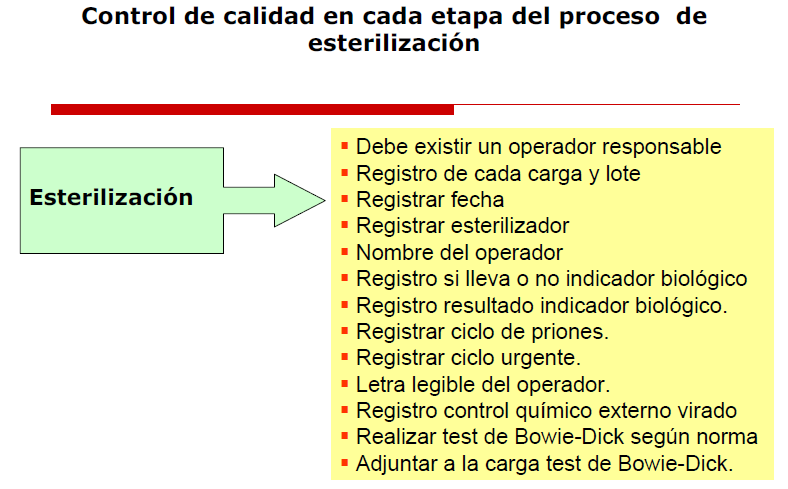 Control de calidad en cada etapa del proceso de
esterilización
Esterilización
▪ Debe existir un operador responsable
▪ Registro de cada carga y lote
▪ Registrar fecha
▪ Registrar esterilizador
▪ Nombre del operador
▪ Registro si lleva o no indicador biológico
▪ Registro resultado indicador biológico.
▪ Registrar ciclo de priones.
▪ Registrar ciclo urgente.
▪ Letra legible del operador.
▪ Registro control químico externo virado
▪ Realizar test de Bowie-Dick según norma
▪ Adjuntar a la carga test de Bowie-Dick.